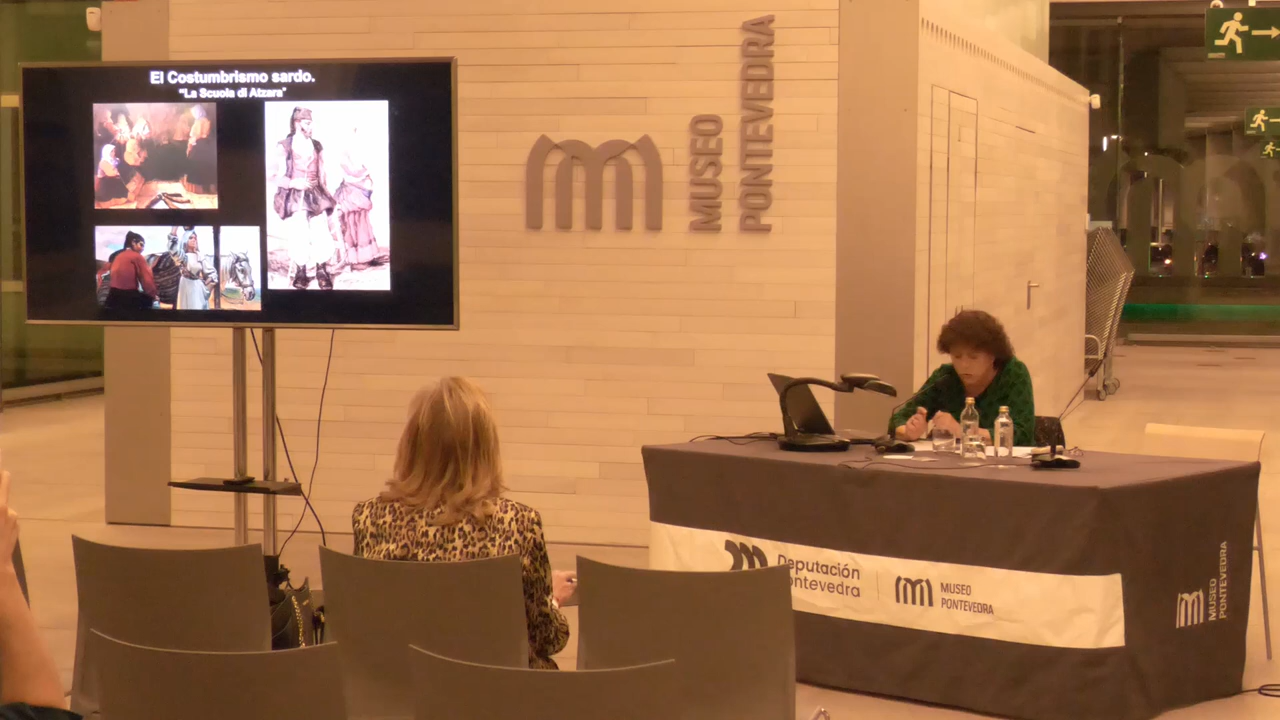 El Costumbrismo sardo.
"La Scuola di Atzara"
MUSEO
PONTEVEDRA
Deputación
Pontevedra
MUSEO
PONTEVEDRA
MUSEO
PONTEVEDRA